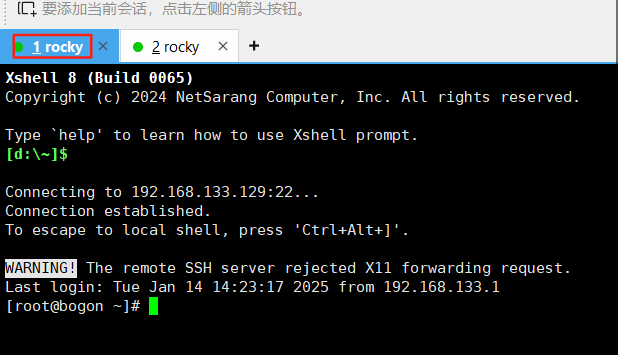 要添加当前会话，点击左侧的箭头按钮。
1 rocky × 2 rocky × +
Xshell 8 (Build 0065)
Copyright (c) 2024 NetSarang Computer, Inc. All rights reserved.
Type `help' to learn how to use Xshell prompt.
[d:\~]$
Connecting to 192.168.133.129:22...
Connection established.
To escape to local shell, press 'Ctrl+Alt+]'.
WARNING! The remote SSH server rejected X11 forwarding request.
Last login: Tue Jan 14 14:23:17 2025 from 192.168.133.1
[root@bogon ~]#